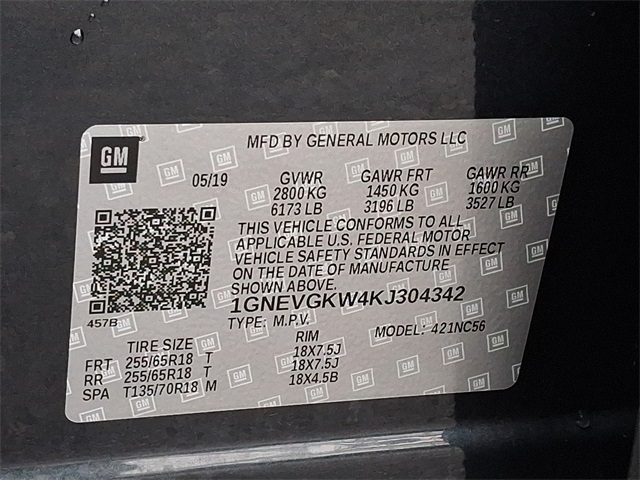 GM
MFD BY GENERAL MOTORS LLC
05/19 GVWR GAWR FRT GAWR RR
2800 KG 1450 KG 1600 KG
6173 LB 3196 LB 3527 LB
THIS VEHICLE CONFORMS TO ALL
APPLICABLE U.S. FEDERAL MOTOR
VEHICLE SAFETY STANDARDS IN EFFECT
ON THE DATE OF MANUFACTURE
SHOWN ABOVE.
1GNEVGKW4KJ304342
457B
TYPE: M.P.V. MODEL: 421NC56
TIRE SIZE RIM
FRT 255/65R18 T 18X7.5J
RR 255/65R18 T 18X7.5J
SPA T135/70R18 M 18X4.5B